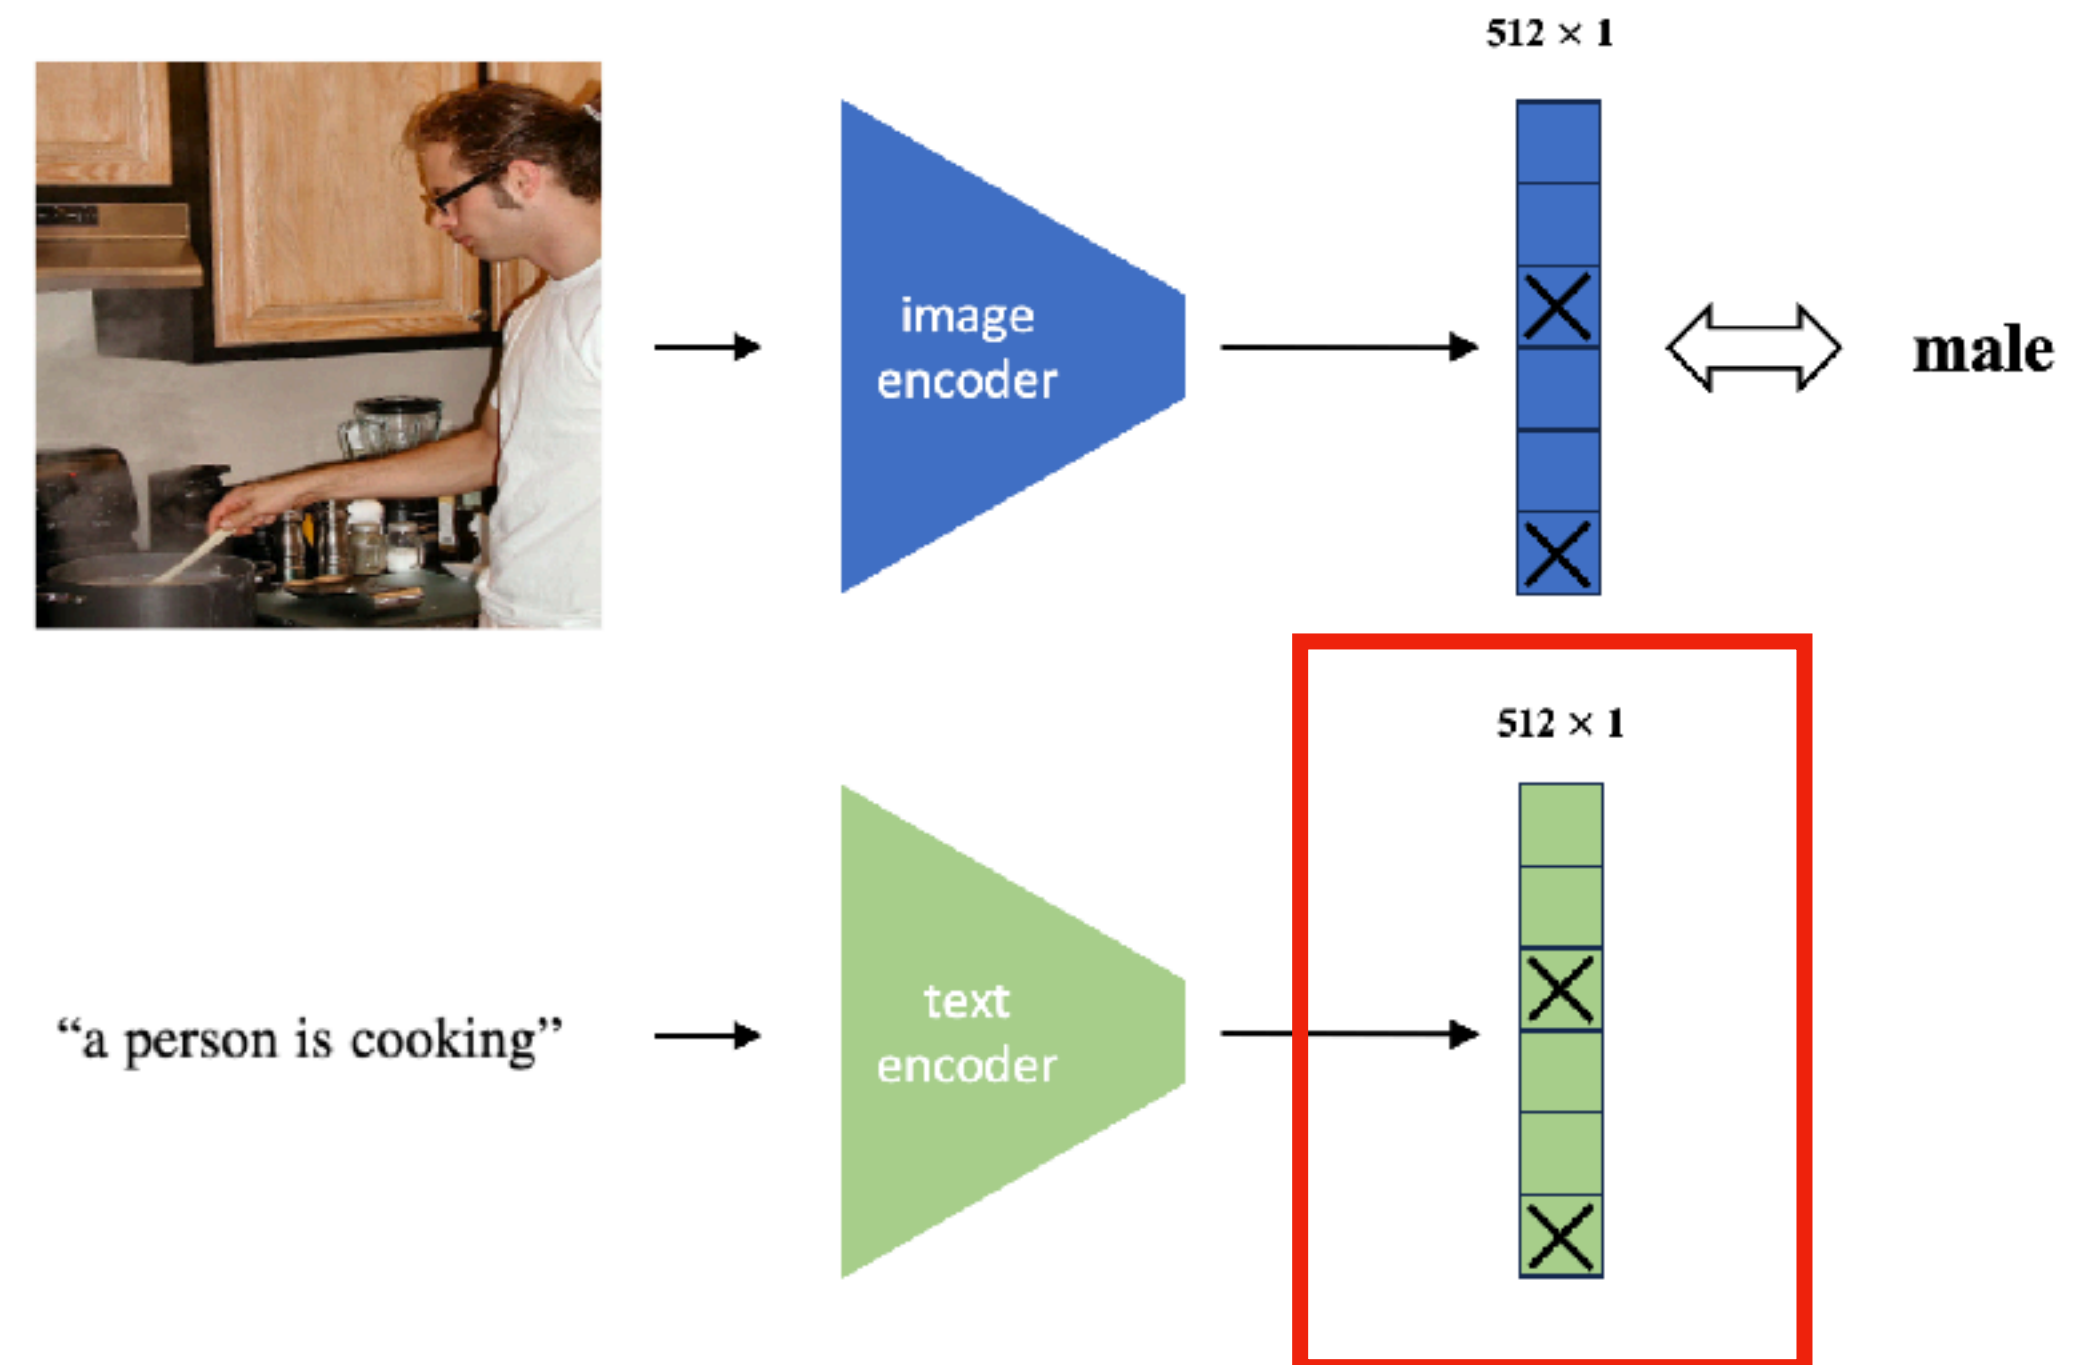 512 × 1
image
encoder
male
512 × 1
text
encoder
“a person is cooking”